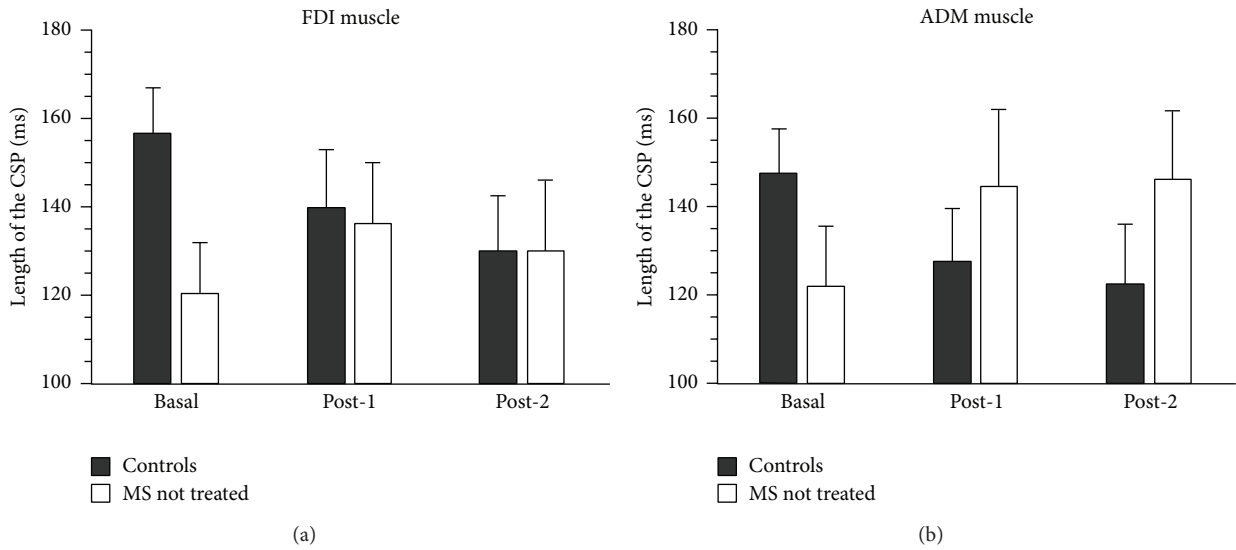 FDI muscle
Length of the CSP (ms)
180
160
140
120
100
Basal Post-1 Post-2
Controls
MS not treated
(a)
ADM muscle
Length of the CSP (ms)
180
160
140
120
100
Basal Post-1 Post-2
Controls
MS not treated
(b)